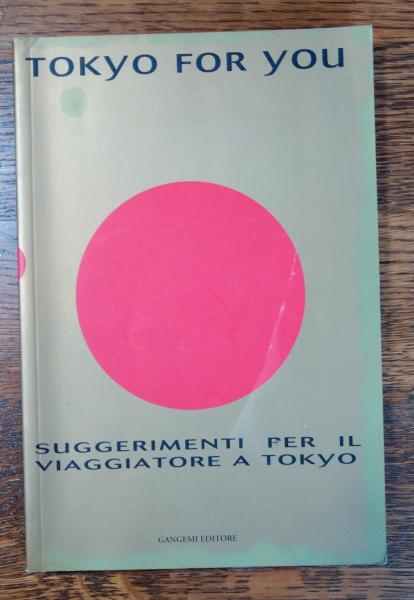 TOKYO FOR YOU
SUGGERIMENTI PER IL
VIAGGIATORE A TOKYO
GANGEMI EDITORE